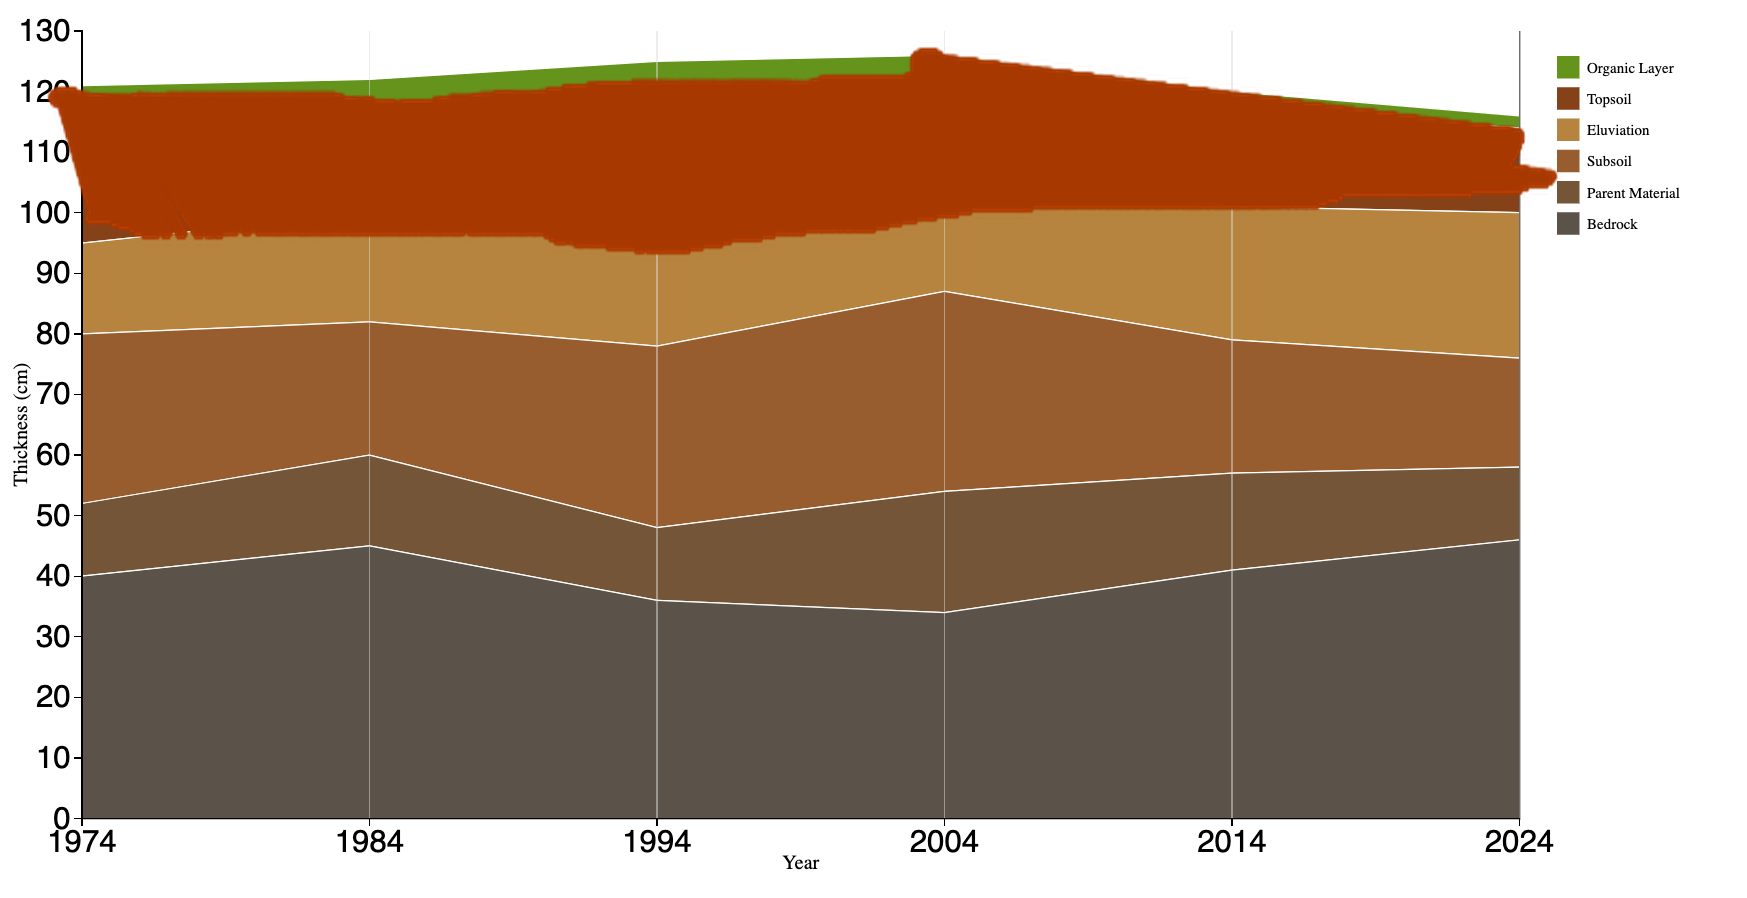 130
120
110
100
90
80
70
60
50
40
30
20
10
0
Thickness (cm)
1974 1984 1994 2004 2014 2024
Year
Organic Layer
Topsoil
Eluviation
Subsoil
Parent Material
Bedrock